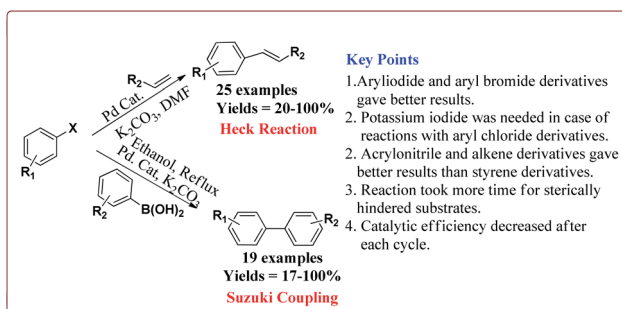 R2
Pd Cat.
K2CO3, DMF
R1
R2
25 examples
Yields = 20-100%
Heck Reaction
X
R1
Ethanol, Reflux
Pd. Cat, K2CO3
R2
B(OH)2
R1
R2
19 examples
Yields = 17-100%
Suzuki Coupling
Key Points
1.Aryliodide and aryl bromide derivatives
gave better results.
2. Potassium iodide was needed in case of
reactions with aryl chloride derivatives.
2. Acrylonitrile and alkene derivatives gave
better results than styrene derivatives.
3. Reaction took more time for sterically
hindered substrates.
4. Catalytic efficiency decreased after
each cycle.